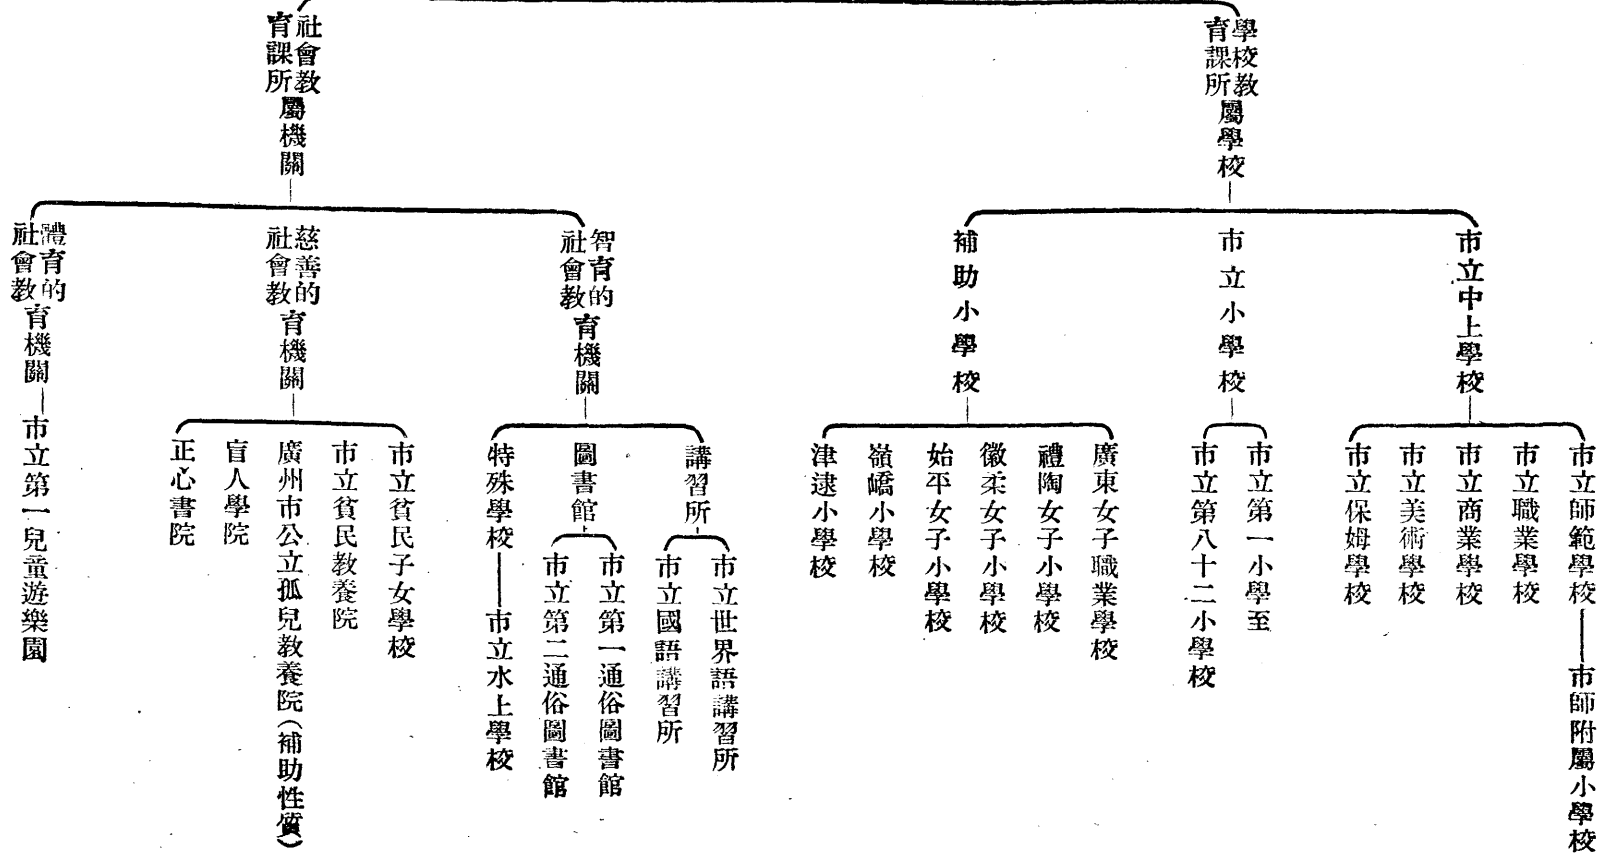 學校教育課所屬學校
市立中上學校
市立師範學校
市師附屬小學校
市立職業學校
市立商業學校
市立美術學校
市立保姆學校
市立小學校
市立第一小學至
市立第八十二小學校
補助小學校
廣東女子職業學校
禮陶女子小學校
徽柔女子小學校
始平女子小學校
嶺嶠小學校
津逮小學校
社會教育課所屬機關
智育的社會教育機關
講習所
市立世界語講習所
市立國語講習所
圖書館
市立第一通俗圖書館
市立第二通俗圖書館
特殊學校
市立水上學校
慈善的社會教育機關
市立貧民子女學校
市立貧民教養院
廣州市公立孤兒教養院(補助性質)
盲人學院
正心書院
體育的社會教育機關
市立第一兒童遊樂園